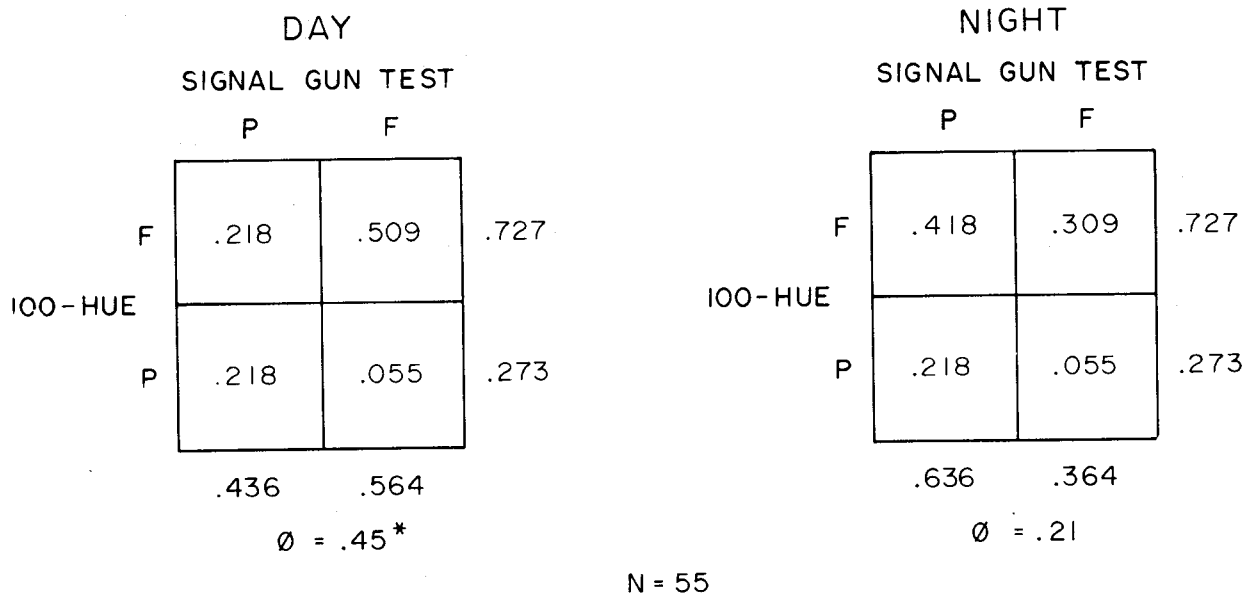 DAY
SIGNAL GUN TEST
P F
F .218 .509 .727
100-HUE
P .218 .055 .273
.436 .564
Ø = .45*
NIGHT
SIGNAL GUN TEST
P F
F .418 .309 .727
100-HUE
P .218 .055 .273
.636 .364
Ø = .21
N = 55